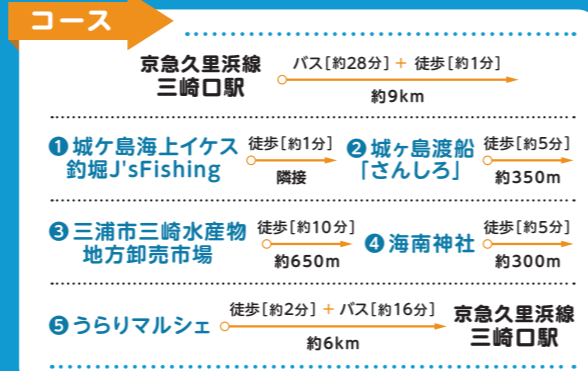 コース
京急久里浜線
三崎口駅
バス[約28分] + 徒歩[約1分]
約9km
❶城ケ島海上イケス
釣堀J'sFishing
徒歩[約1分]
隣接
❷城ヶ島渡船
「さんしろ」
徒歩[約5分]
約350m
❸三浦市三崎水産物
地方卸売市場
徒歩[約10分]
約650m
❹海南神社
徒歩[約5分]
約300m
❺うらりマルシェ
徒歩[約2分] + バス[約16分]
約6km
京急久里浜線
三崎口駅